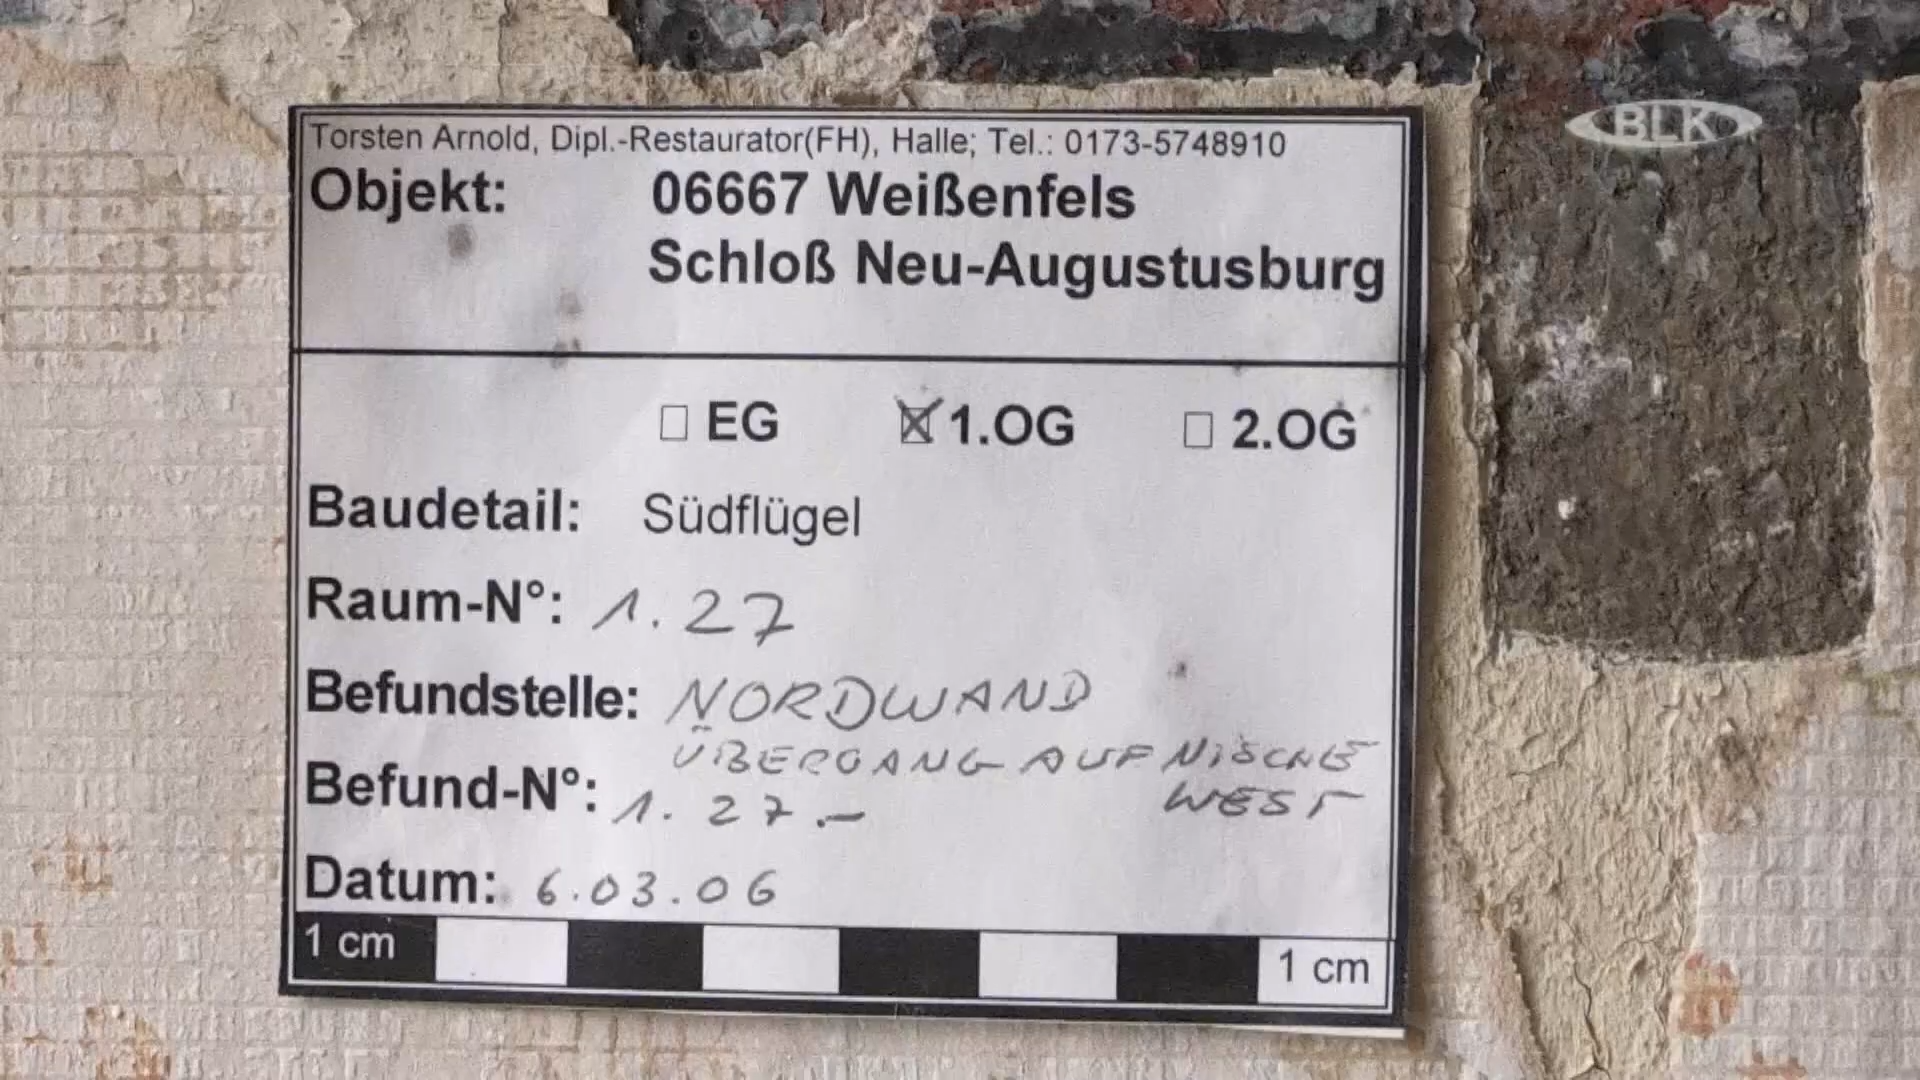 BLK
Torsten Arnold, Dipl.-Restaurator(FH), Halle; Tel.: 0173-5748910
Objekt: 06667 Weißenfels
Schloß Neu-Augustusburg
☐ EG ☒ 1.OG ☐ 2.OG
Baudetail: Südflügel
Raum-N°: 1.27
Befundstelle: NORDWAND
ÜBERGANG AUF NISCHE
WEST
Befund-N°: 1.27.-
Datum: 6.03.06
1 cm 1 cm